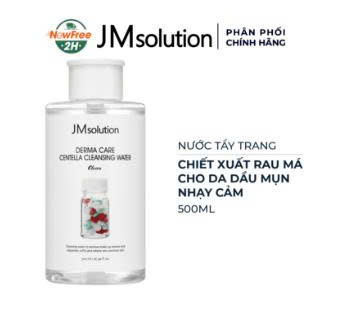 NowFree
2H
JMsolution
PHÂN PHỐI
CHÍNH HÃNG
JMsolution
DERMA CARE
CENTELLA CLEANSING WATER
Clear
NƯỚC TẨY TRANG
CHIẾT XUẤT RAU MÁ
CHO DA DẦU MỤN
NHẠY CẢM
500ML